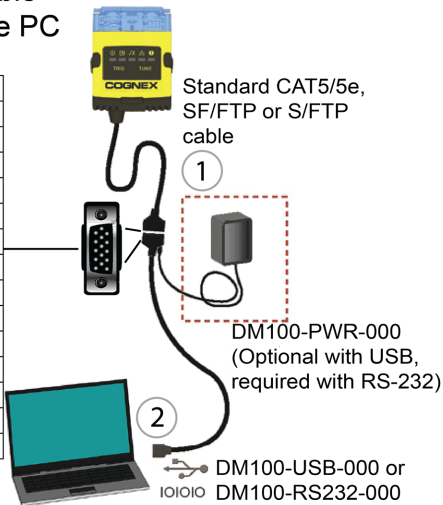 e PC
TRIG TUNC
COGNEX
Standard CAT5/5e,
SF/FTP or S/FTP
cable
1
DM100-PWR-000
(Optional with USB,
required with RS-232)
2
DM100-USB-000 or
IOIOIO DM100-RS232-000